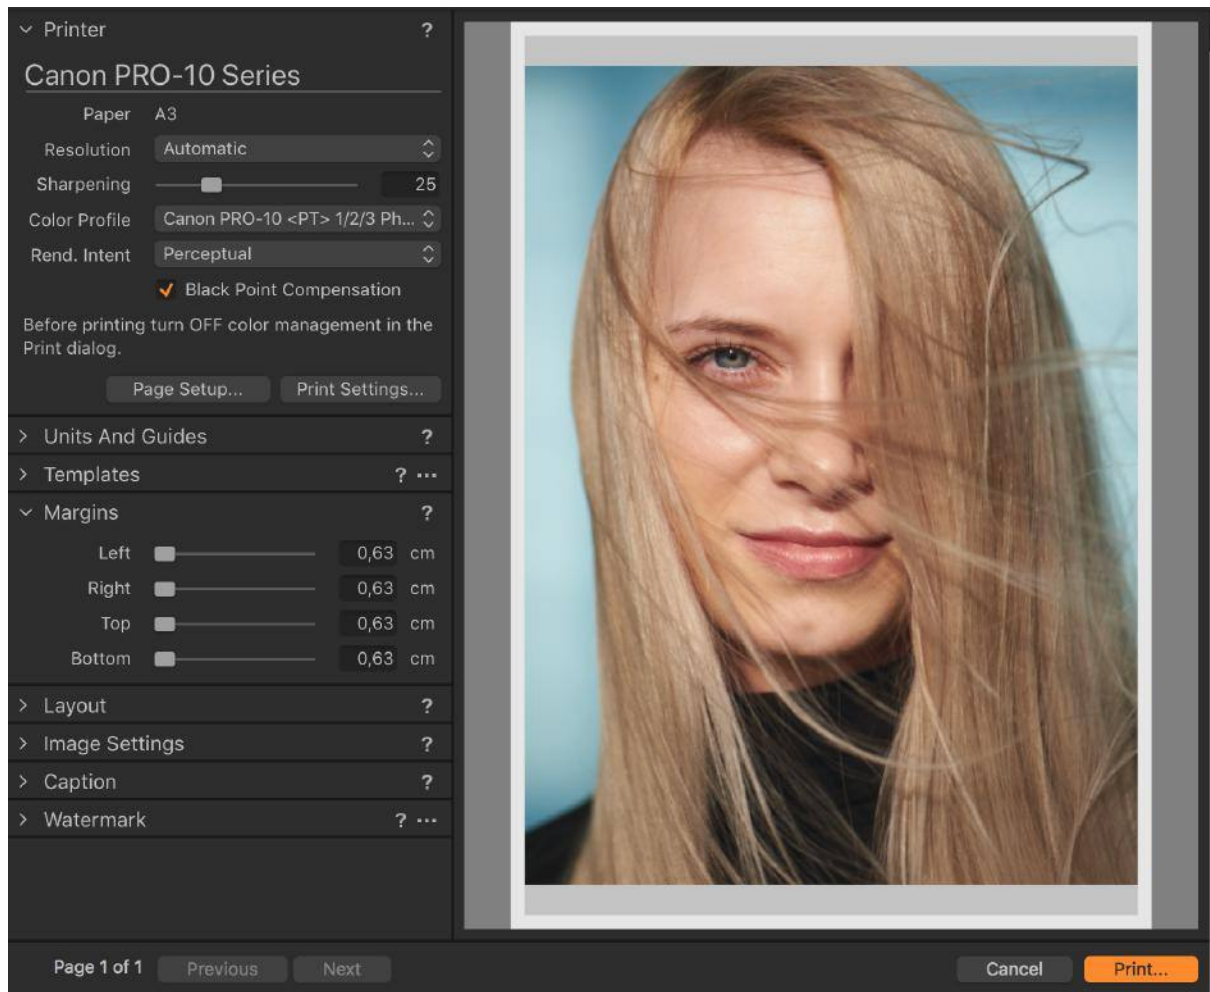 Printer ?
Canon PRO-10 Series
Paper A3
Resolution Automatic
Sharpening 25
Color Profile Canon PRO-10 <PT> 1/2/3 Ph...
Rend. Intent Perceptual
Black Point Compensation
Before printing turn OFF color management in the
Print dialog.
Page Setup... Print Settings...
Units And Guides ?
Templates ? ···
Margins ?
Left 0,63 cm
Right 0,63 cm
Top 0,63 cm
Bottom 0,63 cm
Layout ?
Image Settings ?
Caption ?
Watermark ? ···
Page 1 of 1 Previous Next Cancel Print...